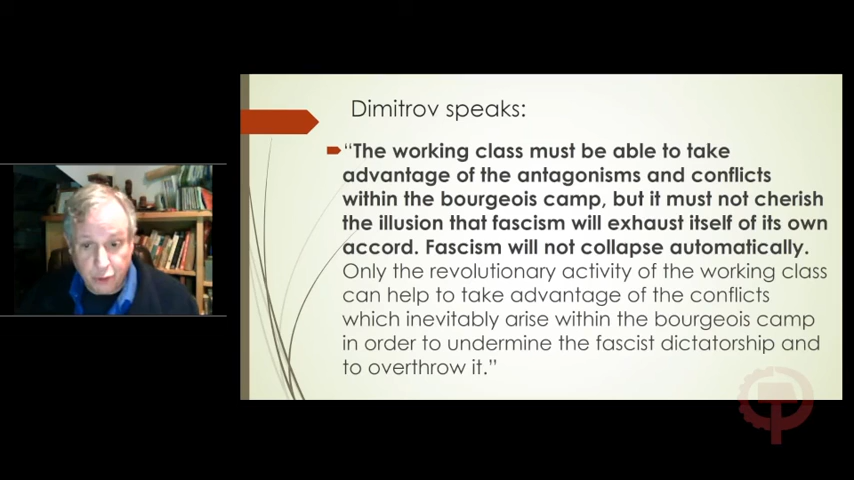 Dimitrov speaks:
“The working class must be able to take
advantage of the antagonisms and conflicts
within the bourgeois camp, but it must not cherish
the illusion that fascism will exhaust itself of its own
accord. Fascism will not collapse automatically.
Only the revolutionary activity of the working class
can help to take advantage of the conflicts
which inevitably arise within the bourgeois camp
in order to undermine the fascist dictatorship and
to overthrow it.”